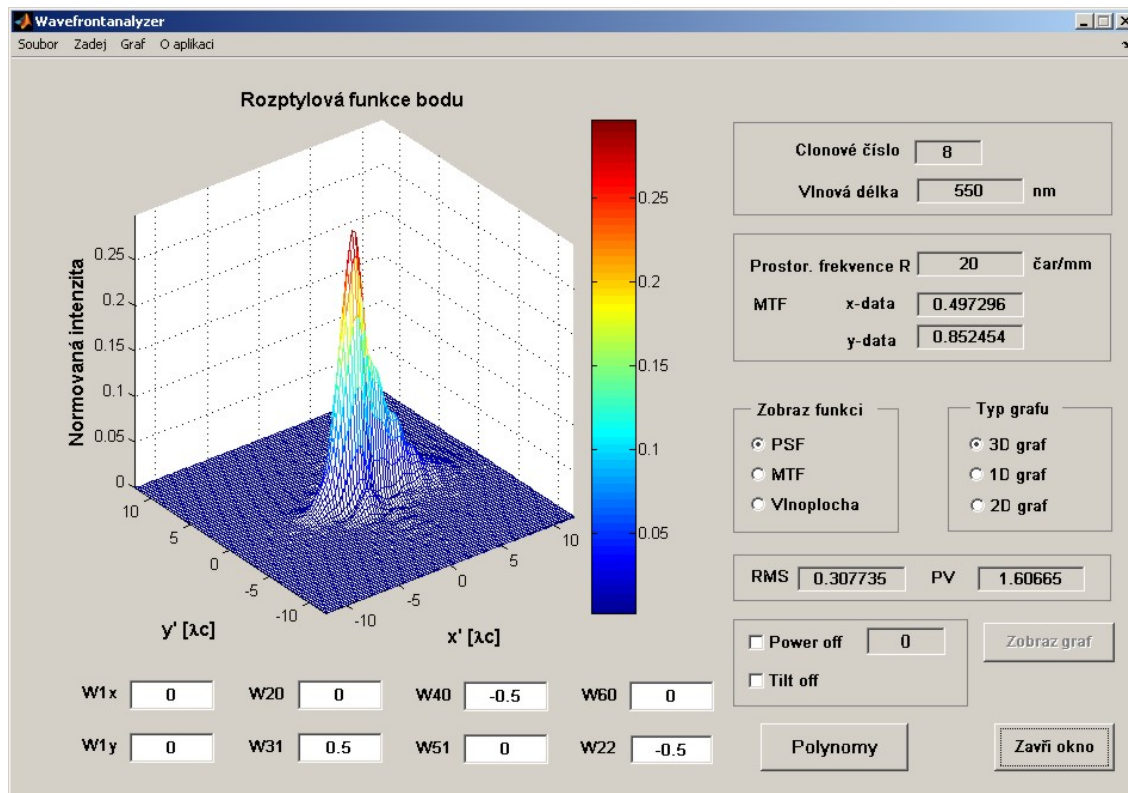 Wavefrontanalyzer
Soubor Zadej Graf O aplikaci
Rozptylová funkce bodu
Normovaná intenzita
0.25
0.2
0.15
0.1
0.05
0
10
5
0
-5
-10
y' [λc]
-10
-5
0
5
10
x' [λc]
0.25
0.2
0.15
0.1
0.05
Clonové číslo 8
Vlnová délka 550 nm
Prostor. frekvence R 20 čar/mm
MTF x-data 0.497296
y-data 0.852454
Zobraz funkci
PSF
MTF
Vlnoplocha
Typ grafu
3D graf
1D graf
2D graf
RMS 0.307735 PV 1.60665
Power off 0
Tilt off
Zobraz graf
W1x 0 W20 0 W40 -0.5 W60 0
W1y 0 W31 0.5 W51 0 W22 -0.5
Polynomy
Zavři okno